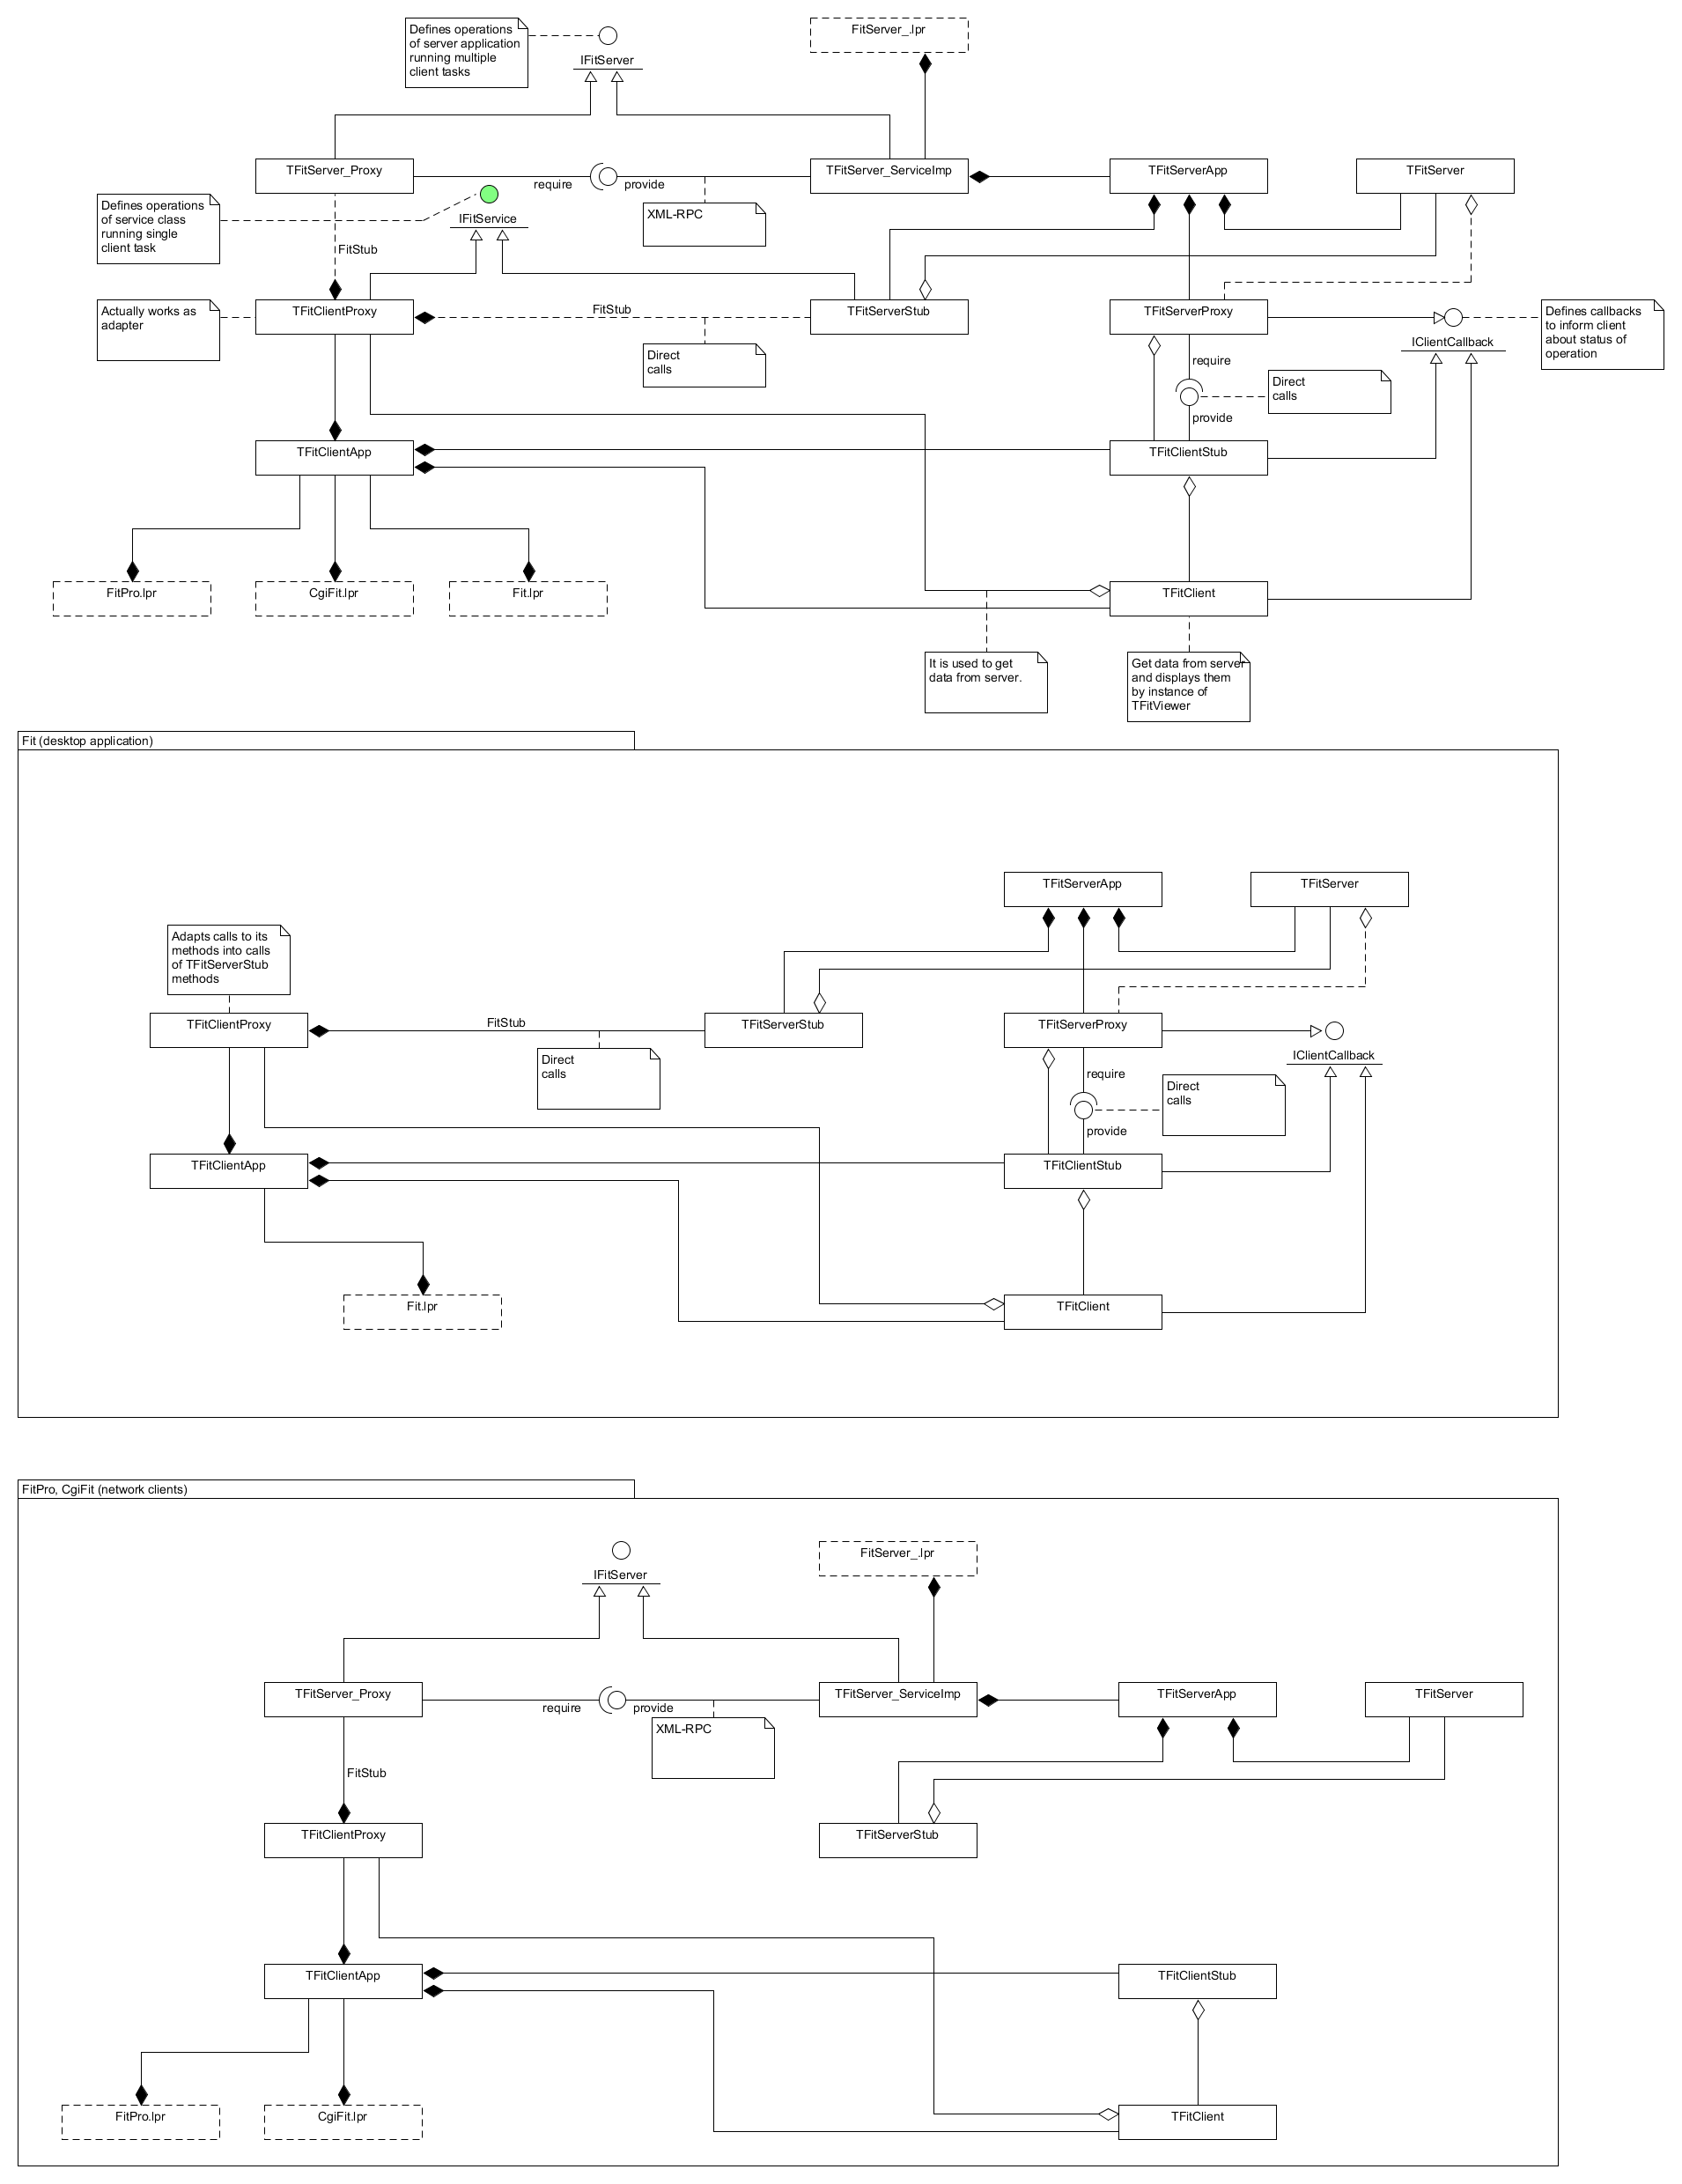 Defines operations
of server application
running multiple
client tasks
IFitServer
FitServer_.lpr
TFitServer_Proxy
require
provide
TFitServer_ServiceImp
TFitServerApp
TFitServer
XML-RPC
Defines operations
of service class
running single
client task
IFitService
FitStub
Actually works as
adapter
TFitClientProxy
FitStub
TFitServerStub
TFitServerProxy
Defines callbacks
to inform client
about status of
operation
IClientCallback
Direct
calls
require
Direct
calls
provide
TFitClientApp
TFitClientStub
FitPro.lpr
CgiFit.lpr
Fit.lpr
TFitClient
It is used to get
data from server.
Get data from server
and displays them
by instance of
TFitViewer
Fit (desktop application)
TFitServerApp
TFitServer
Adapts calls to its
methods into calls
of TFitServerStub
methods
TFitClientProxy
FitStub
TFitServerStub
TFitServerProxy
IClientCallback
Direct
calls
require
Direct
calls
provide
TFitClientApp
TFitClientStub
Fit.lpr
TFitClient
FitPro, CgiFit (network clients)
IFitServer
FitServer_.lpr
TFitServer_Proxy
require
provide
TFitServer_ServiceImp
TFitServerApp
TFitServer
XML-RPC
FitStub
TFitClientProxy
TFitServerStub
TFitClientApp
TFitClientStub
FitPro.lpr
CgiFit.lpr
TFitClient